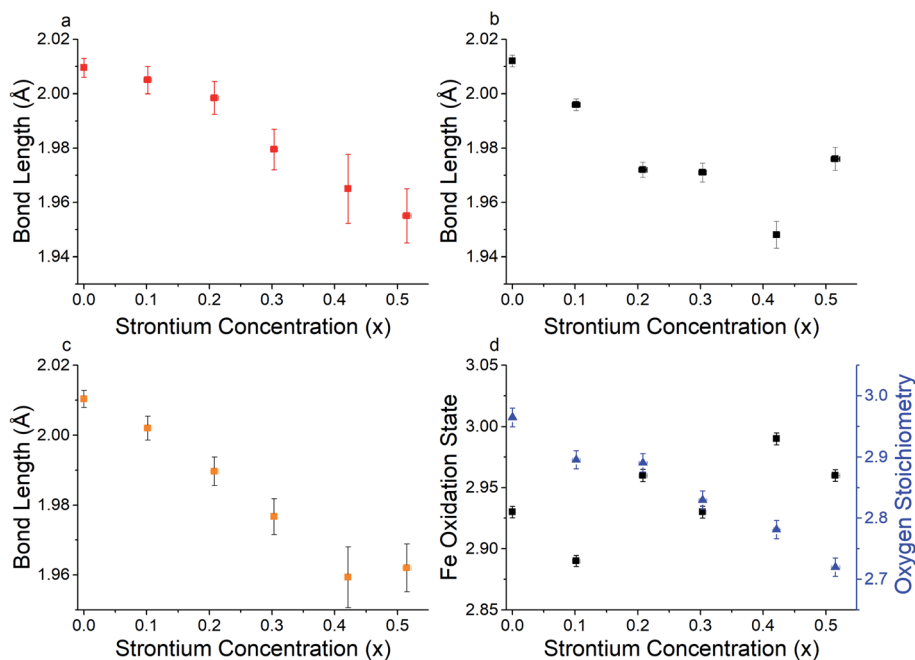 a
2.02
2.00
1.98
1.96
1.94
Bond Length (Å)
0.0 0.1 0.2 0.3 0.4 0.5
Strontium Concentration (x)
b
2.02
2.00
1.98
1.96
1.94
Bond Length (Å)
0.0 0.1 0.2 0.3 0.4 0.5
Strontium Concentration (x)
c
2.02
2.00
1.98
1.96
Bond Length (Å)
0.0 0.1 0.2 0.3 0.4 0.5
Strontium Concentration (x)
d
3.05
3.00
2.95
2.90
2.85
Fe Oxidation State
3.0
2.9
2.8
2.7
Oxygen Stoichiometry
0.0 0.1 0.2 0.3 0.4 0.5
Strontium Concentration (x)